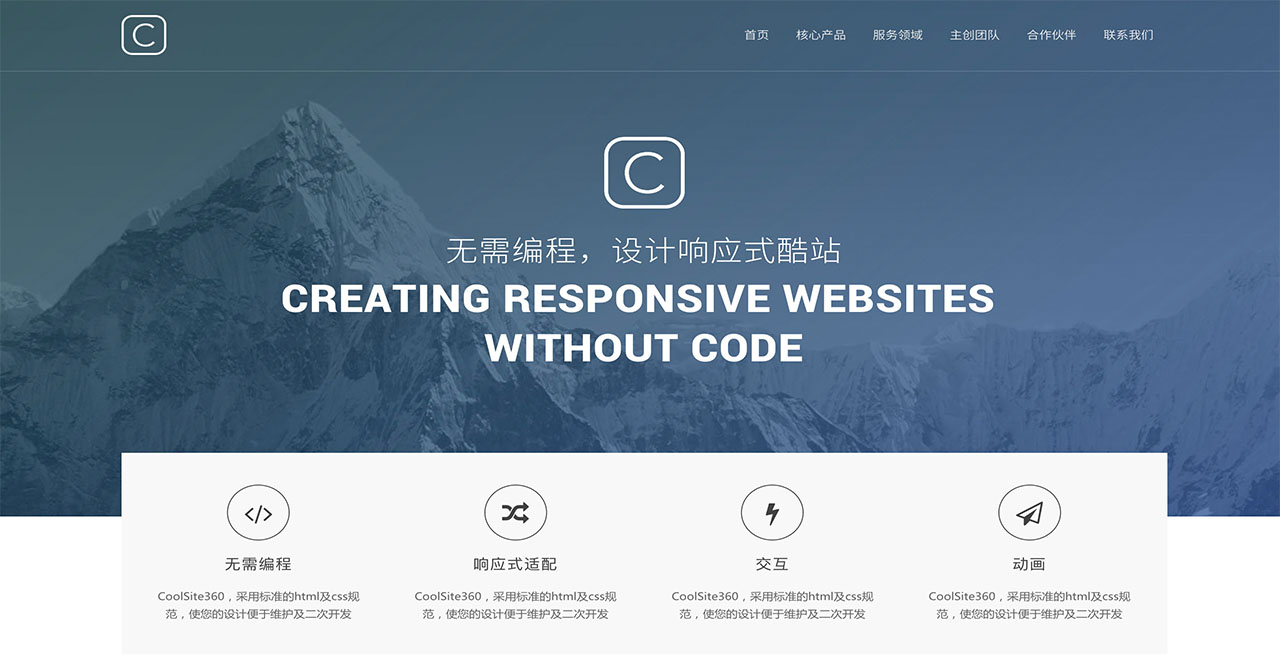 C
首页 核心产品 服务领域 主创团队 合作伙伴 联系我们
C
无需编程，设计响应式酷站
CREATING RESPONSIVE WEBSITES
WITHOUT CODE
无需编程
CoolSite360，采用标准的html及css规
范，使您的设计便于维护及二次开发
响应式适配
CoolSite360，采用标准的html及css规
范，使您的设计便于维护及二次开发
交互
CoolSite360，采用标准的html及css规
范，使您的设计便于维护及二次开发
动画
CoolSite360，采用标准的html及css规
范，使您的设计便于维护及二次开发